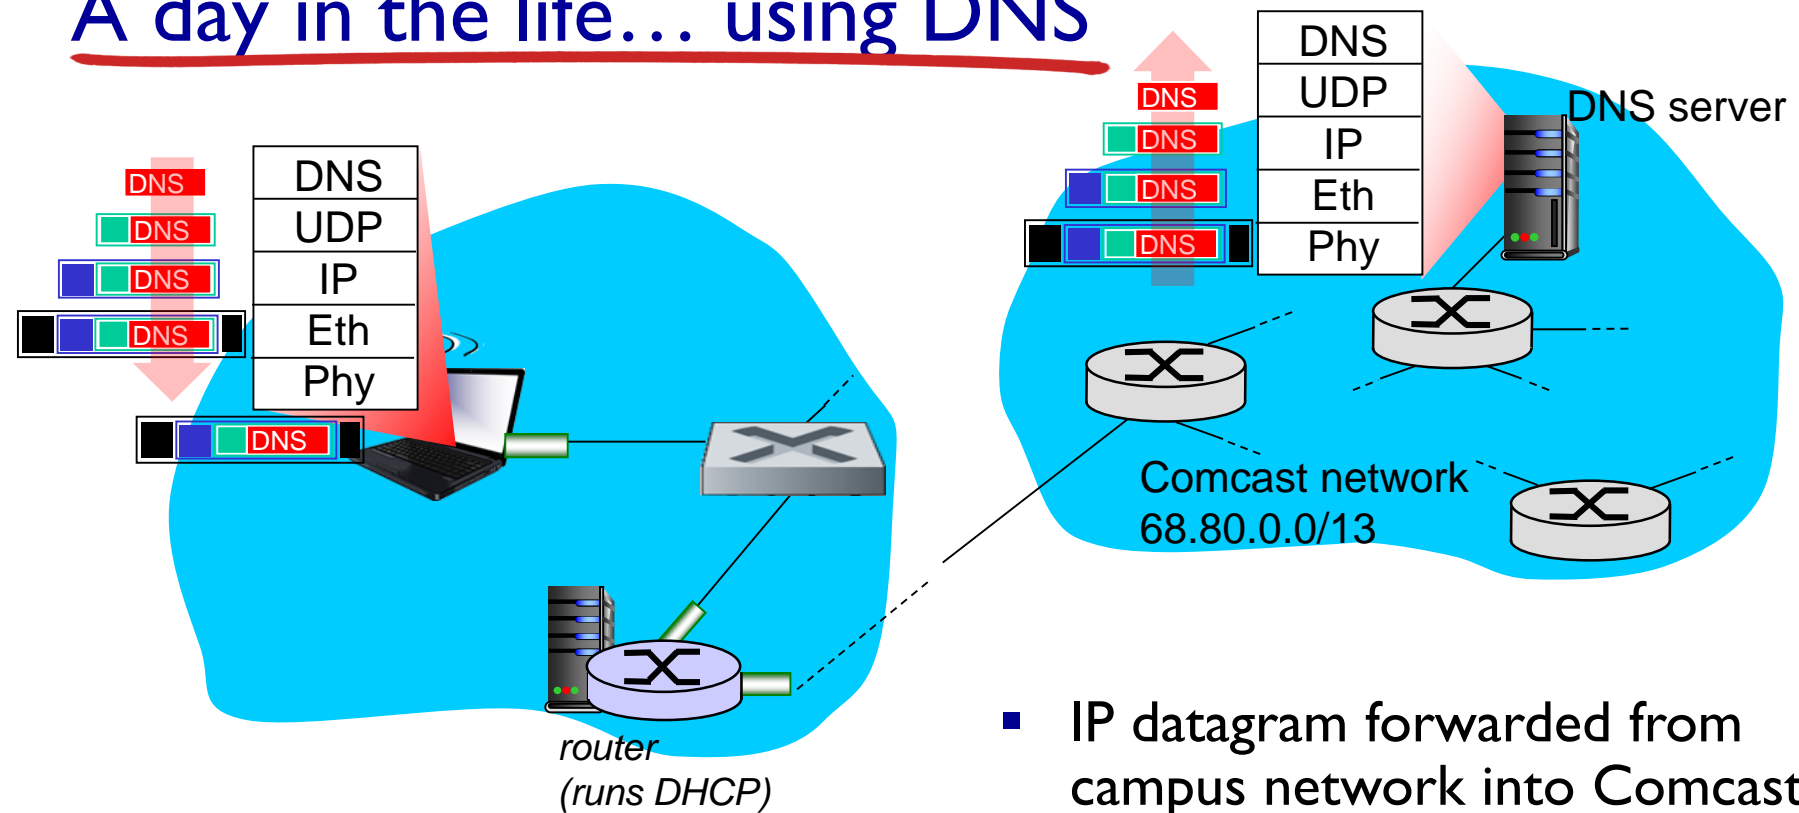 A day in the life… using DNS
DNS
DNS
DNS
DNS
DNS
DNS
UDP
IP
Eth
Phy
DNS
DNS
DNS
DNS
DNS
UDP
IP
Eth
Phy
DNS server
Comcast network
68.80.0.0/13
router
(runs DHCP)
▪ IP datagram forwarded from
campus network into Comcast